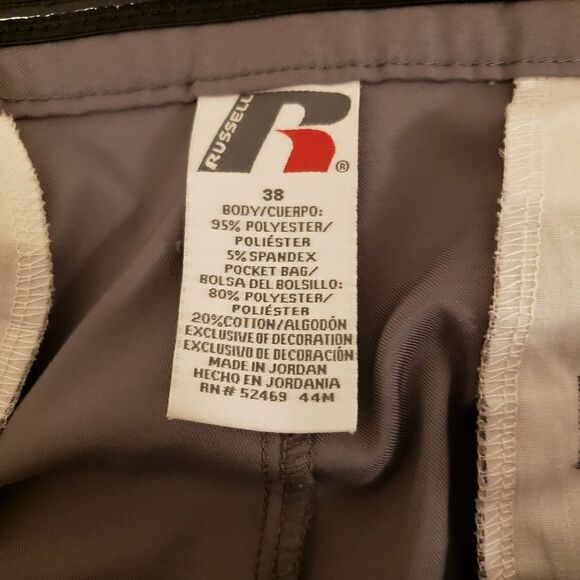 RUSSELL
R®
38
BODY/CUERPO:
95% POLYESTER/
POLIÉSTER
5% SPANDEX
POCKET BAG/
BOLSA DEL BOLSILLO:
80% POLYESTER/
POLIÉSTER
20%COTTON/ALGODÓN
EXCLUSIVE OF DECORATION
EXCLUSIVO DE DECORACIÓN
MADE IN JORDAN
HECHO EN JORDANIA
RN# 52469 44M